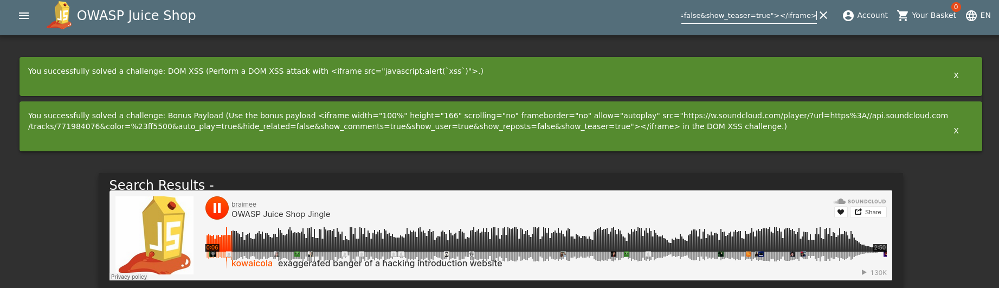 OWASP Juice Shop
=false&show_teaser=true"></iframe>
Account
Your Basket
0
EN
You successfully solved a challenge: DOM XSS (Perform a DOM XSS attack with <iframe src="javascript:alert(`xss`)">.)
X
You successfully solved a challenge: Bonus Payload (Use the bonus payload <iframe width="100%" height="166" scrolling="no" frameborder="no" allow="autoplay" src="https://w.soundcloud.com/player/?url=https%3A//api.soundcloud.com
/tracks/771984076&color=%23ff5500&auto_play=true&hide_related=false&show_comments=true&show_user=true&show_reposts=false&show_teaser=true"></iframe> in the DOM XSS challenge.)
X
Search Results -
JS
braimee
OWASP Juice Shop Jingle
SOUNDCLOUD
Share
0:06
2:50
kowaicola exaggerated banger of a hacking introduction website
Privacy policy
130K